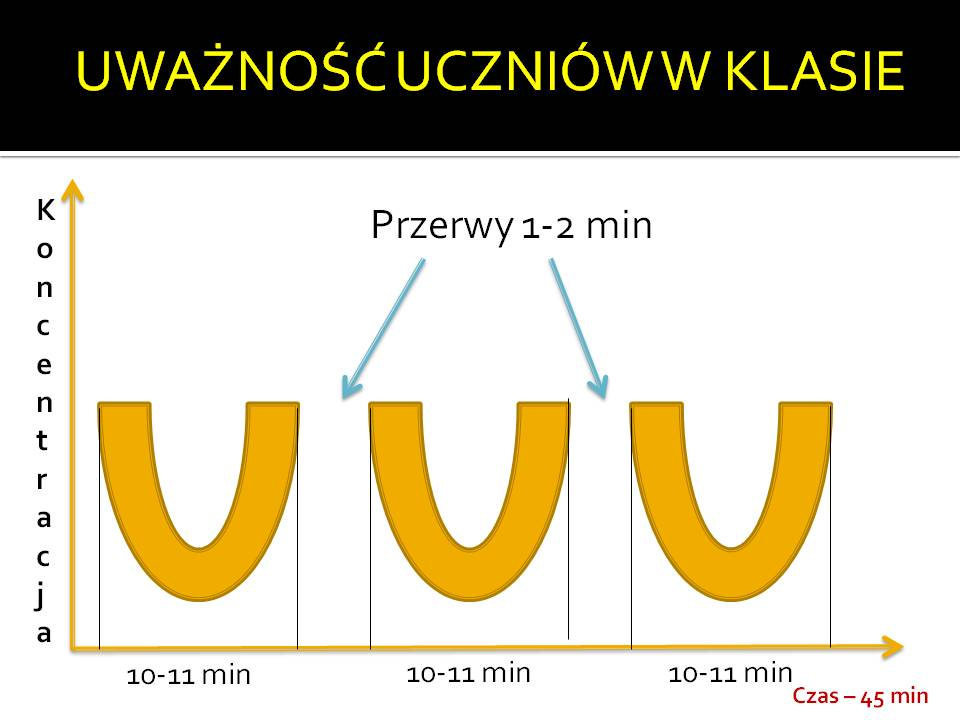 UWAŻNOŚĆ UCZNIÓW W KLASIE
Koncentracja
Przerwy 1-2 min
10-11 min
10-11 min
10-11 min
Czas – 45 min